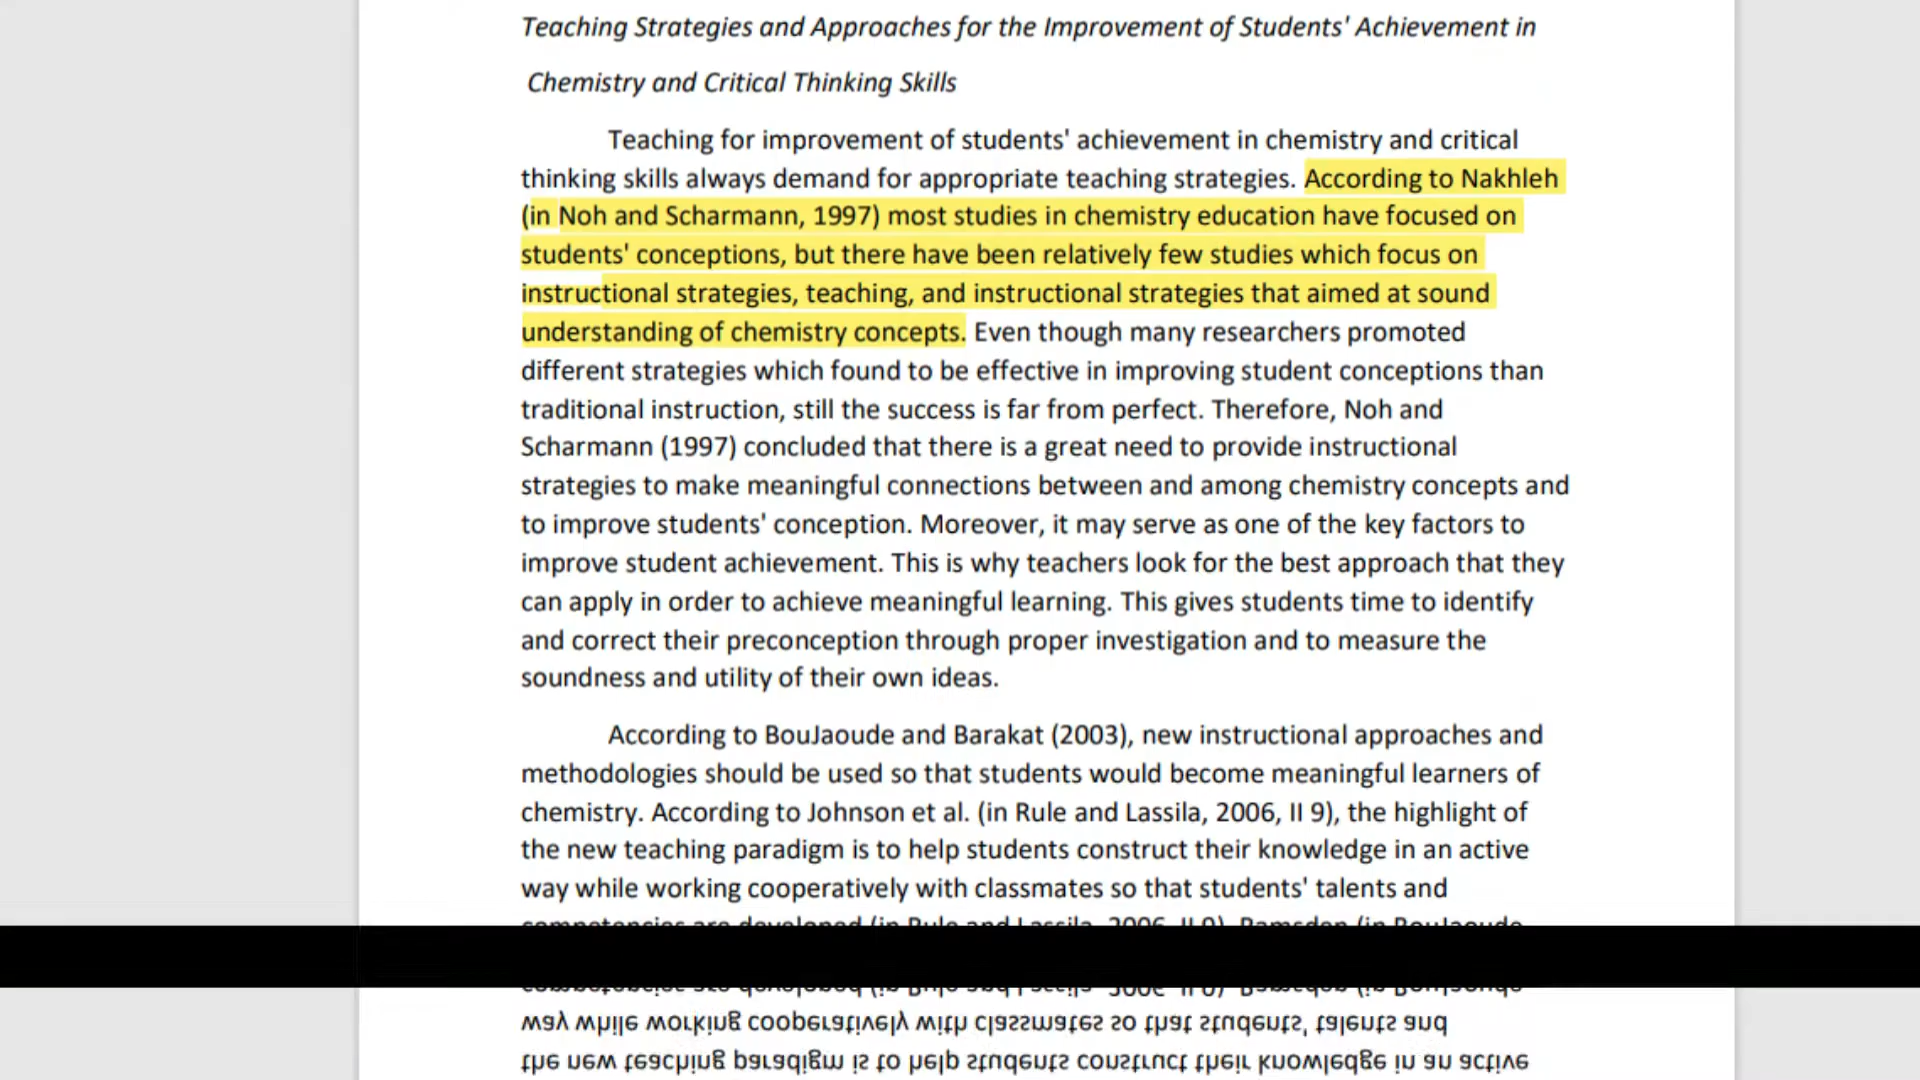 Teaching Strategies and Approaches for the Improvement of Students' Achievement in
Chemistry and Critical Thinking Skills
Teaching for improvement of students' achievement in chemistry and critical
thinking skills always demand for appropriate teaching strategies. According to Nakhleh
(in Noh and Scharmann, 1997) most studies in chemistry education have focused on
students' conceptions, but there have been relatively few studies which focus on
instructional strategies, teaching, and instructional strategies that aimed at sound
understanding of chemistry concepts. Even though many researchers promoted
different strategies which found to be effective in improving student conceptions than
traditional instruction, still the success is far from perfect. Therefore, Noh and
Scharmann (1997) concluded that there is a great need to provide instructional
strategies to make meaningful connections between and among chemistry concepts and
to improve students' conception. Moreover, it may serve as one of the key factors to
improve student achievement. This is why teachers look for the best approach that they
can apply in order to achieve meaningful learning. This gives students time to identify
and correct their preconception through proper investigation and to measure the
soundness and utility of their own ideas.
According to BouJaoude and Barakat (2003), new instructional approaches and
methodologies should be used so that students would become meaningful learners of
chemistry. According to Johnson et al. (in Rule and Lassila, 2006, II 9), the highlight of
the new teaching paradigm is to help students construct their knowledge in an active
way while working cooperatively with classmates so that students' talents and
competencies are developed (in Rule and Lassila, 2006, II 9). Ramsden (in BouJaoude
way while working cooperatively with classmates so that students' talents and
the new teaching paradigm is to help students construct their knowledge in an active